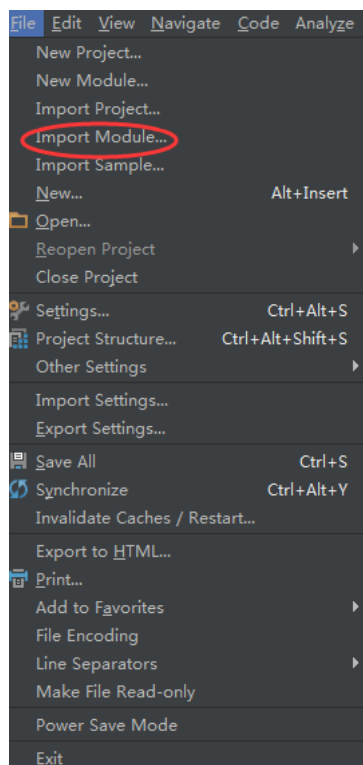 File Edit View Navigate Code Analyze
New Project...
New Module...
Import Project...
Import Module...
Import Sample...
New... Alt+Insert
Open...
Reopen Project
Close Project
Settings... Ctrl+Alt+S
Project Structure... Ctrl+Alt+Shift+S
Other Settings
Import Settings...
Export Settings...
Save All Ctrl+S
Synchronize Ctrl+Alt+Y
Invalidate Caches / Restart...
Export to HTML...
Print...
Add to Favorites
File Encoding
Line Separators
Make File Read-only
Power Save Mode
Exit